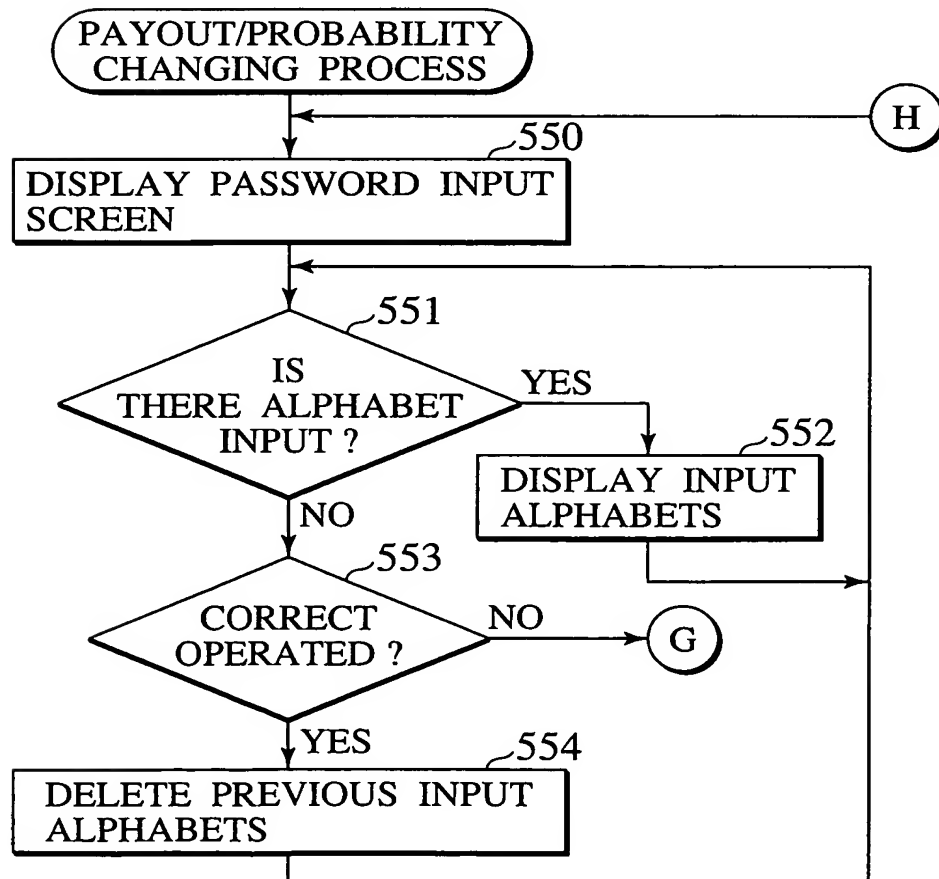 PAYOUT/PROBABILITY
CHANGING PROCESS
H
550
DISPLAY PASSWORD INPUT
SCREEN
551
IS
THERE ALPHABET
INPUT ?
YES
552
DISPLAY INPUT
ALPHABETS
NO
553
CORRECT
OPERATED ?
NO
G
YES
554
DELETE PREVIOUS INPUT
ALPHABETS